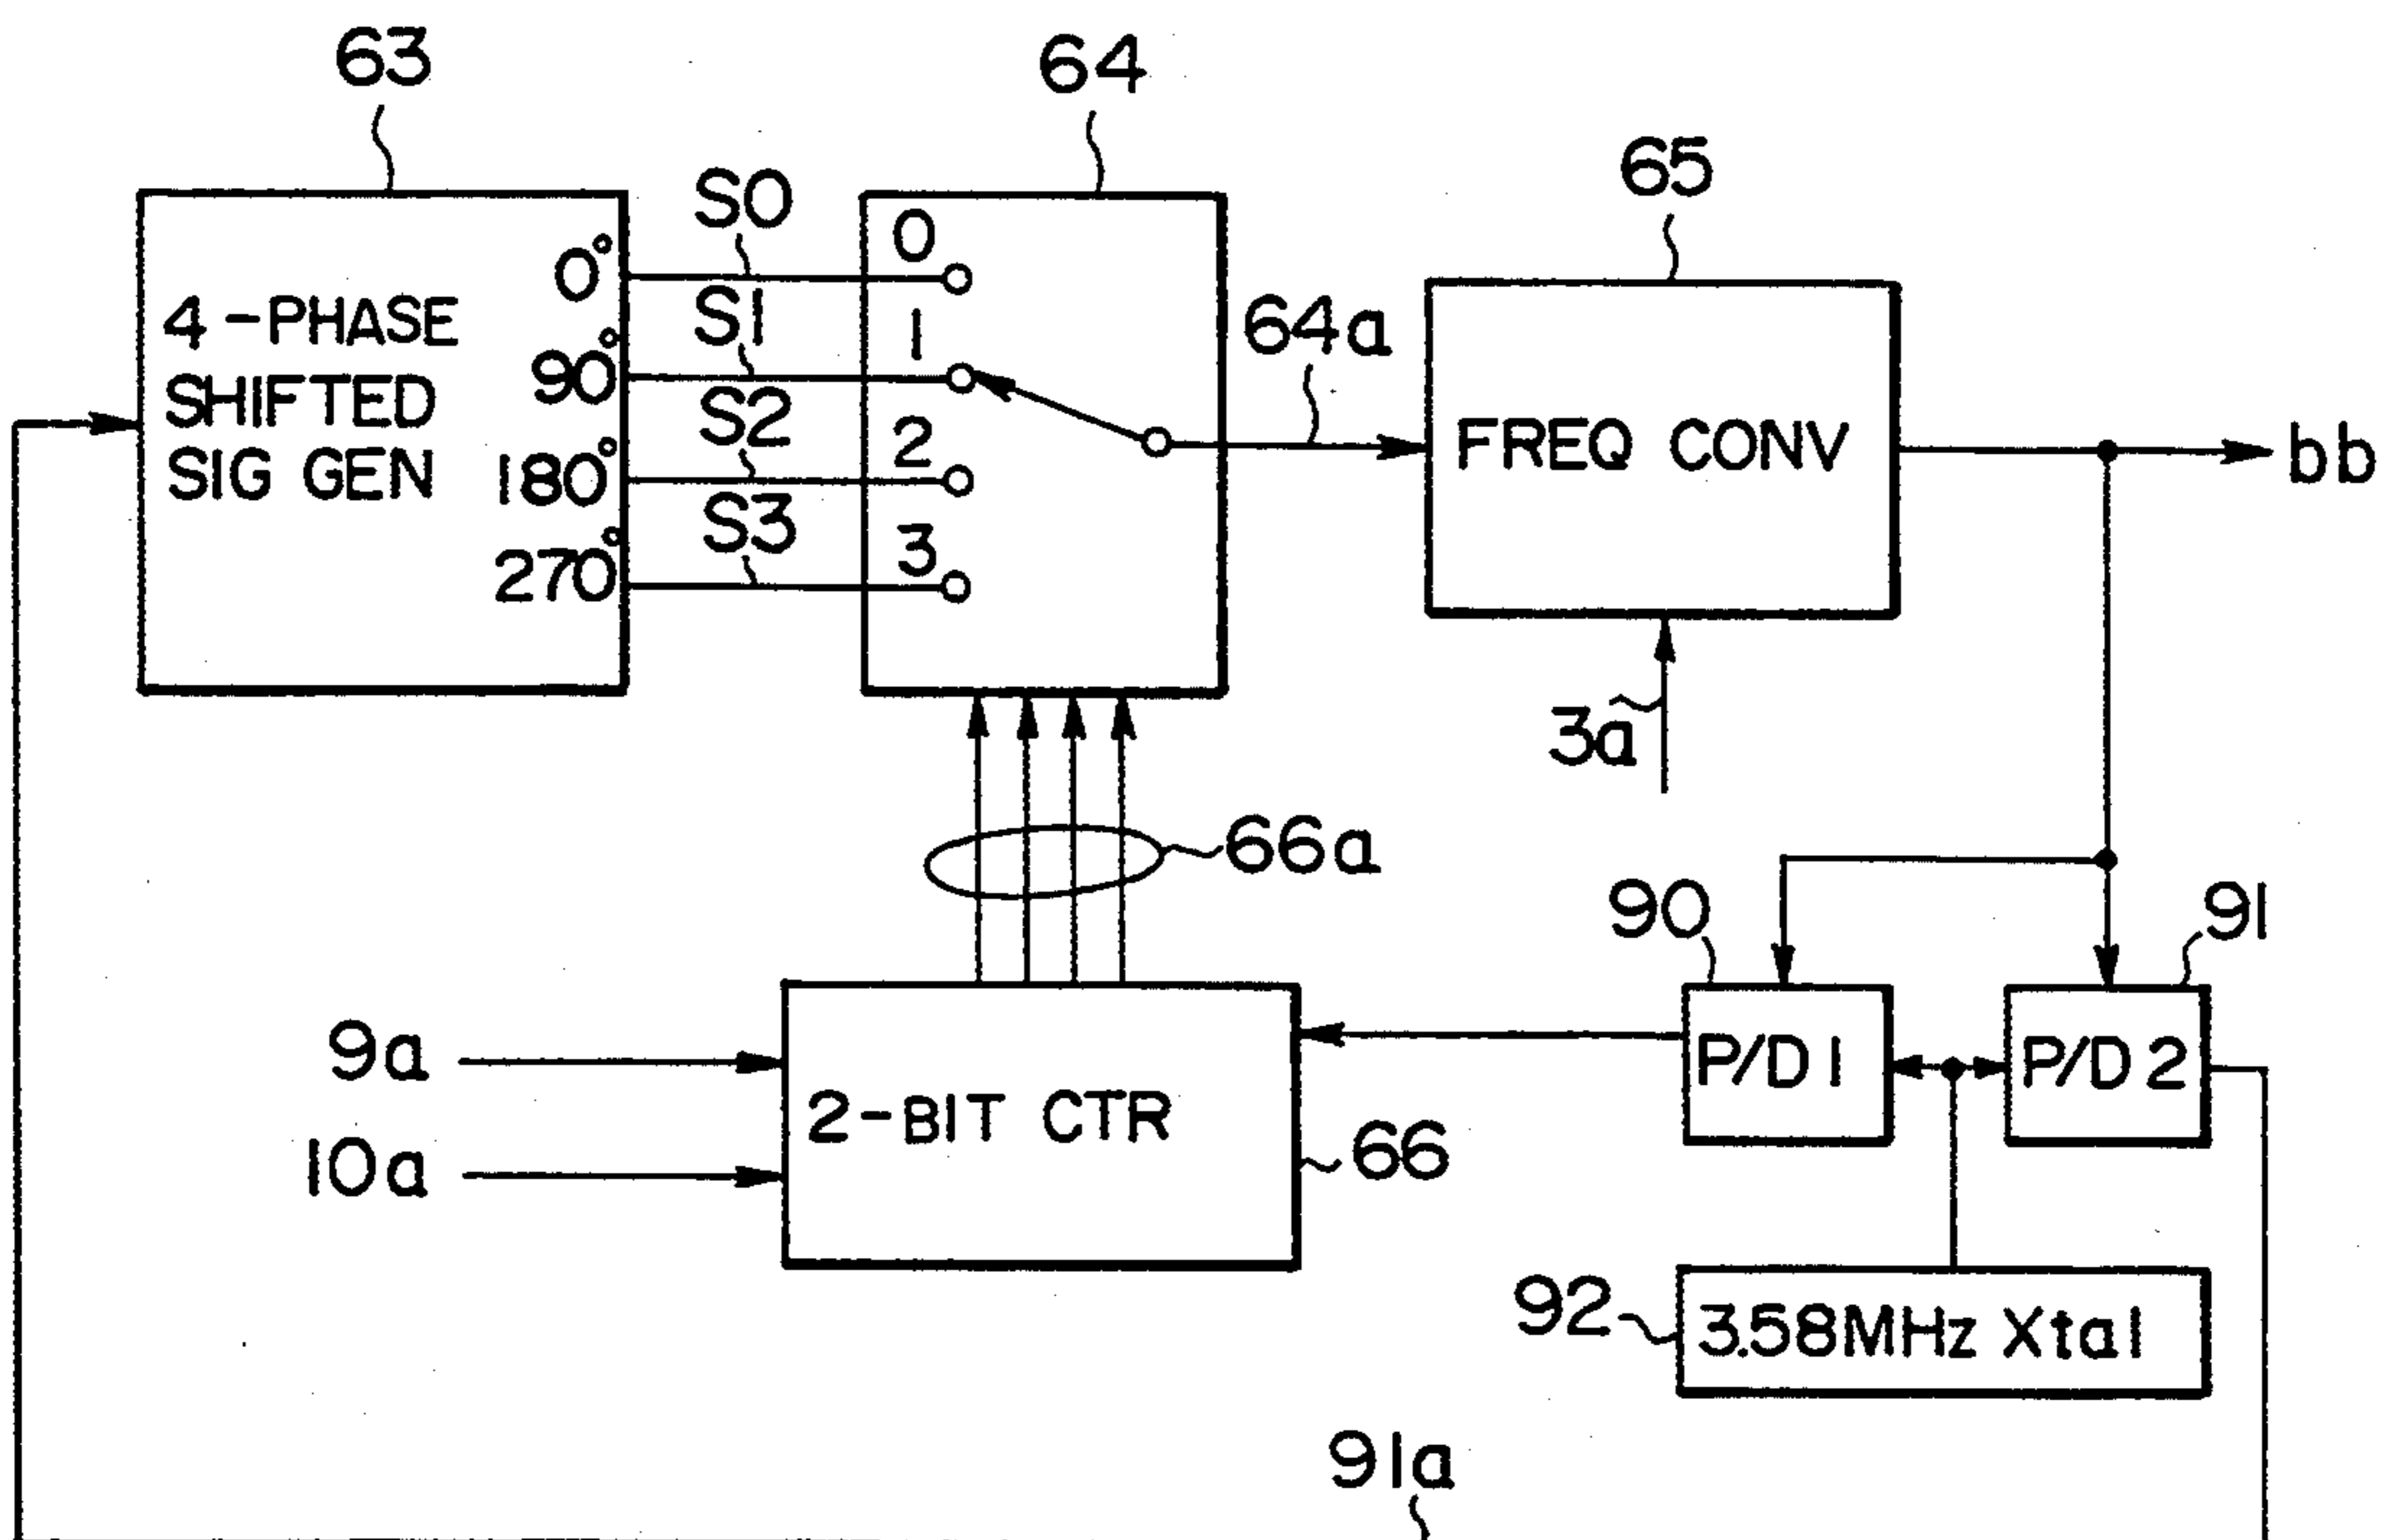 63
64
65
4-PHASE
SHIFTED
SIG GEN
0°
90°
180°
270°
S0
S1
S2
S3
0
1
2
3
64a
FREQ CONV
bb
3a
66a
90
91
9a
10a
2-BIT CTR
66
P/D 1
P/D 2
92
3.58MHz Xtal
91a